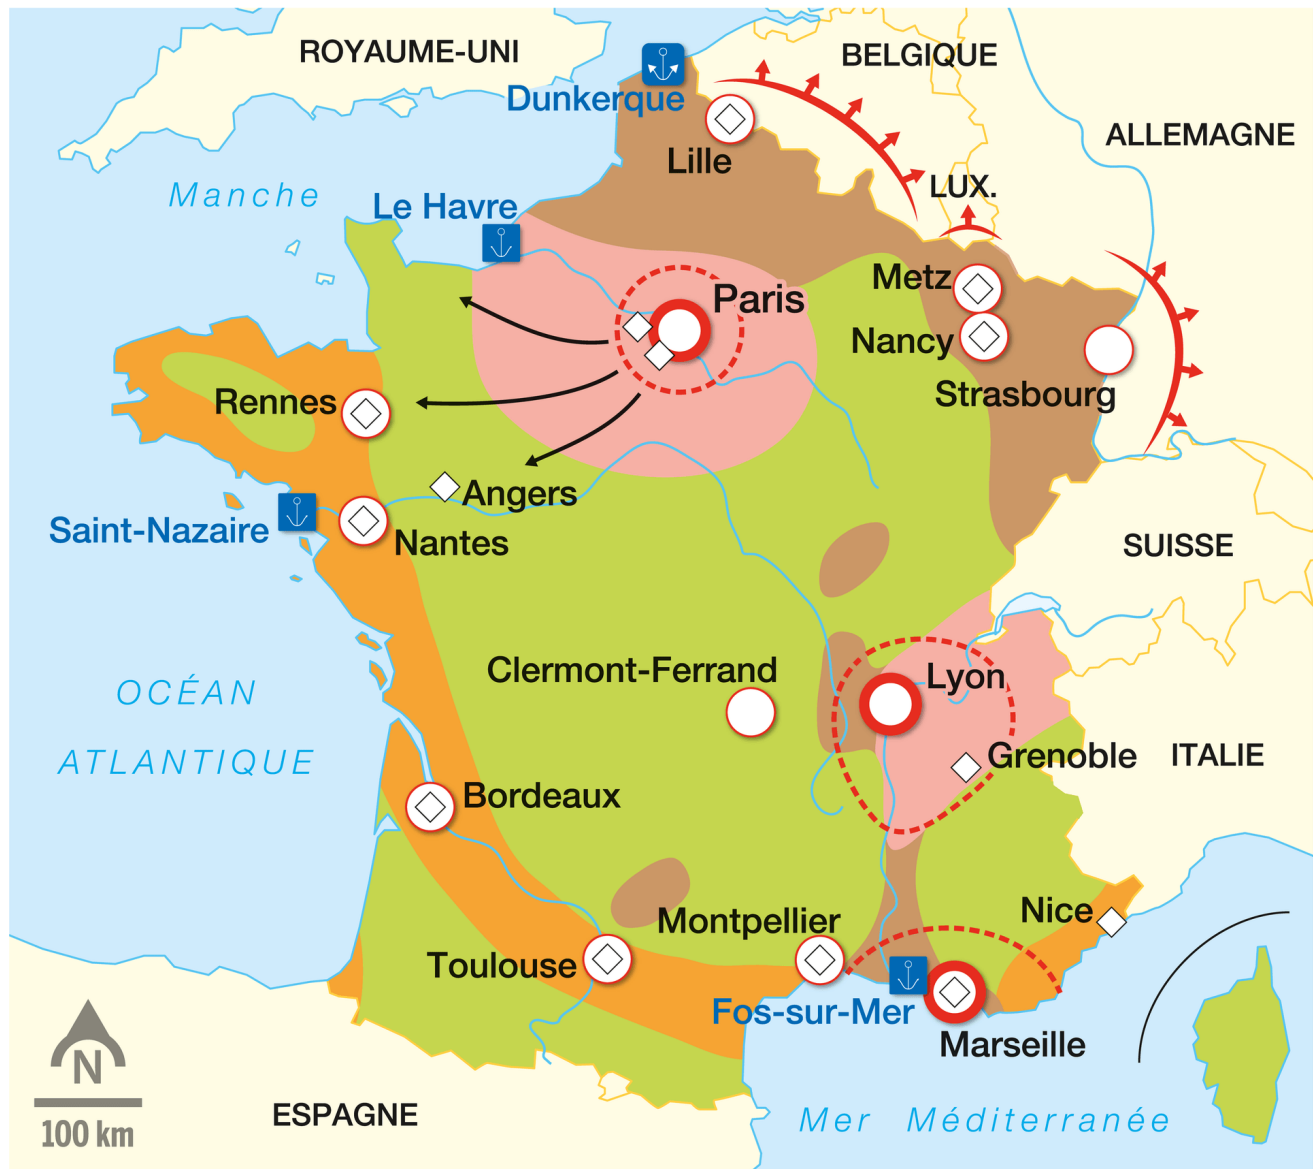 ROYAUME-UNI
BELGIQUE
Dunkerque
ALLEMAGNE
Lille
Manche
LUX.
Le Havre
Metz
Paris
Nancy
Strasbourg
Rennes
Angers
Saint-Nazaire
Nantes
SUISSE
Clermont-Ferrand
Lyon
OCÉAN
ATLANTIQUE
Grenoble
ITALIE
Bordeaux
Nice
Montpellier
Toulouse
Fos-sur-Mer
Marseille
N
100 km
ESPAGNE
Mer Méditerranée